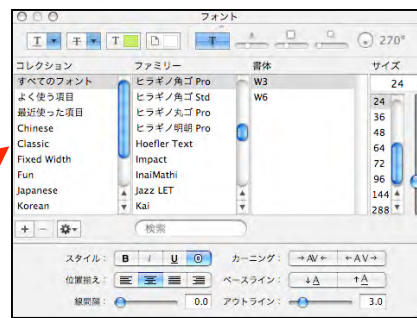 フォント
T T T T 270°
コレクション ファミリー 書体 サイズ
すべてのフォント ヒラギノ角ゴ Pro W3 24
よく使う項目 ヒラギノ角ゴ Std W6 24
最近使った項目 ヒラギノ丸ゴ Pro 36
Chinese ヒラギノ明朝 Pro 48
Classic Hoefler Text 64
Fixed Width Impact 72
Fun InaiMathi 96
Japanese Jazz LET 144
Korean Kai 288
+ − 検索
スタイル： B I U O カーニング： →AV← ←AV→
位置揃え： ベースライン： ↓A ↑A
線間隔： 0.0 アウトライン： 3.0